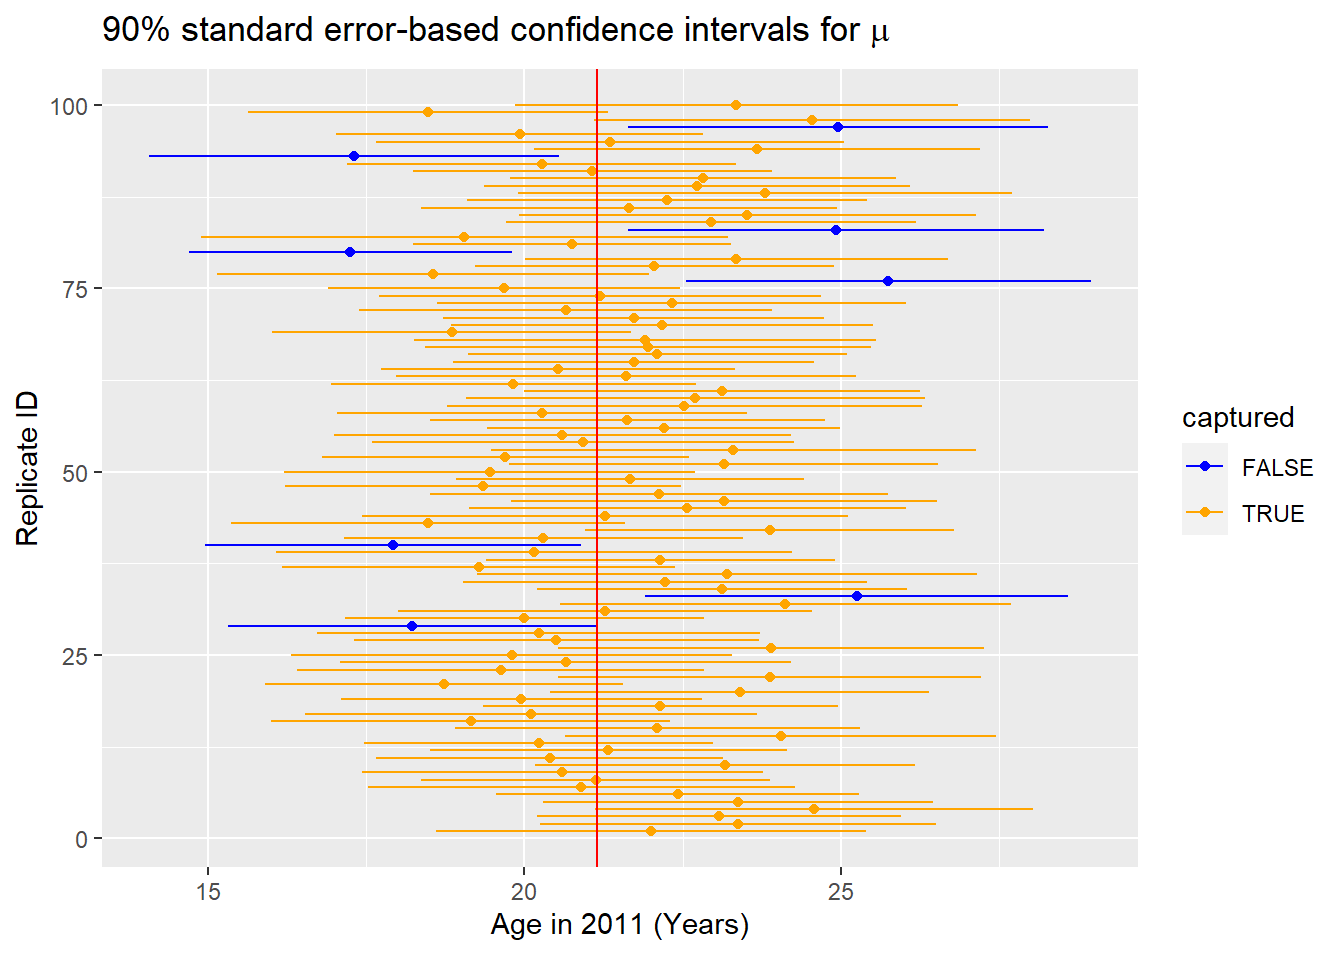 90% standard error-based confidence intervals for μ
100
75
50
25
0
Replicate ID
15 20 25
Age in 2011 (Years)
captured
FALSE
TRUE